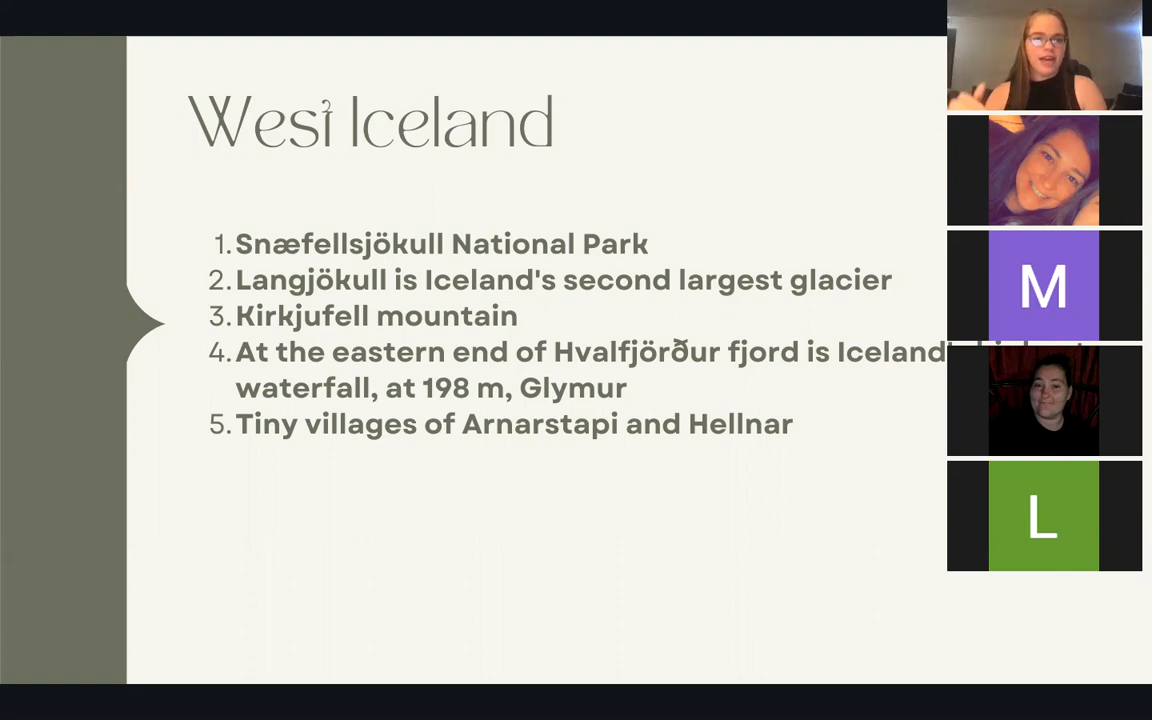 West Iceland
1. Snæfellsjökull National Park
2. Langjökull is Iceland's second largest glacier
3. Kirkjufell mountain
4. At the eastern end of Hvalfjörður fjord is Iceland'
waterfall, at 198 m, Glymur
5. Tiny villages of Arnarstapi and Hellnar
M
L